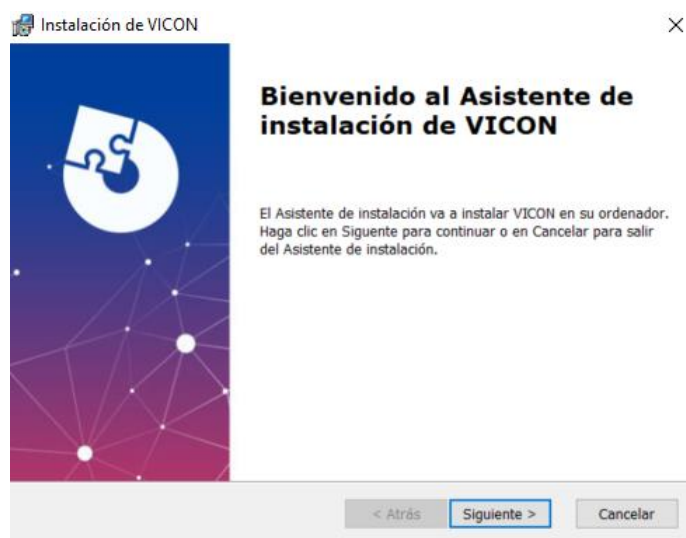 Instalación de VICON
Bienvenido al Asistente de
instalación de VICON
El Asistente de instalación va a instalar VICON en su ordenador.
Haga clic en Siguente para continuar o en Cancelar para salir
del Asistente de instalación.
< Atrás Siguiente > Cancelar